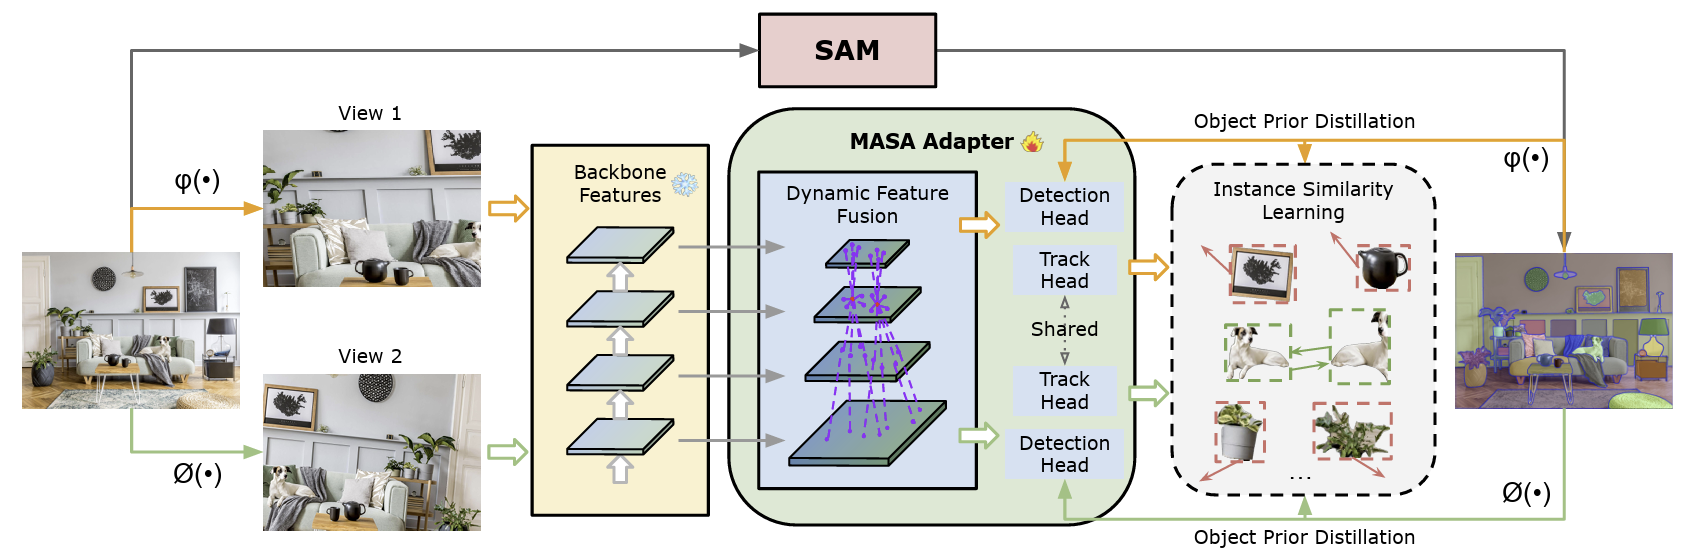 SAM
View 1
φ(•)
View 2
Ø(•)
Backbone
Features
MASA Adapter
Dynamic Feature
Fusion
Detection
Head
Track
Head
Shared
Track
Head
Detection
Head
Object Prior Distillation
Instance Similarity
Learning
...
Object Prior Distillation
φ(•)
Ø(•)